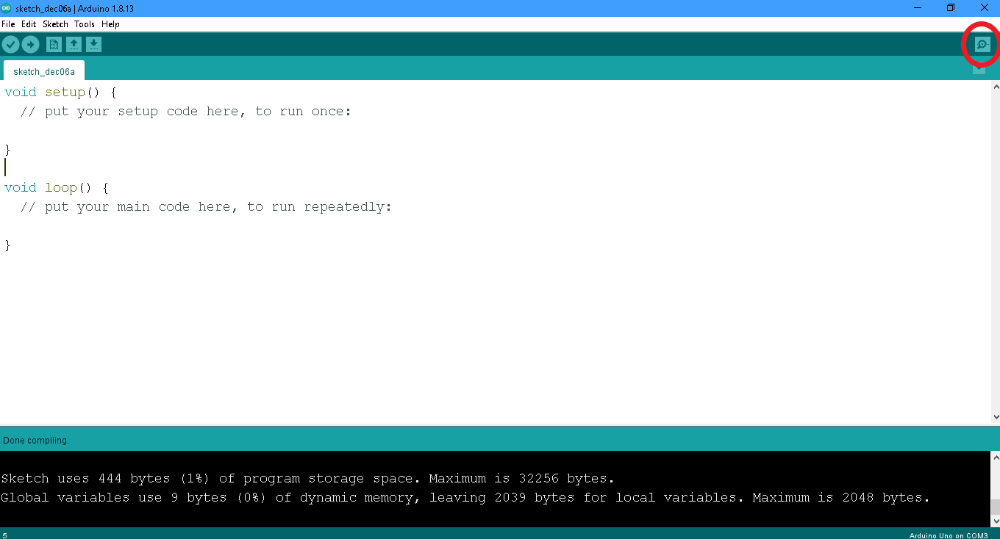 sketch_dec06a | Arduino 1.8.13
File Edit Sketch Tools Help
sketch_dec06a
void setup() {
  // put your setup code here, to run once:
}
void loop() {
  // put your main code here, to run repeatedly:
}
Done compiling.
Sketch uses 444 bytes (1%) of program storage space. Maximum is 32256 bytes.
Global variables use 9 bytes (0%) of dynamic memory, leaving 2039 bytes for local variables. Maximum is 2048 bytes.
5 Arduino Uno on COM3